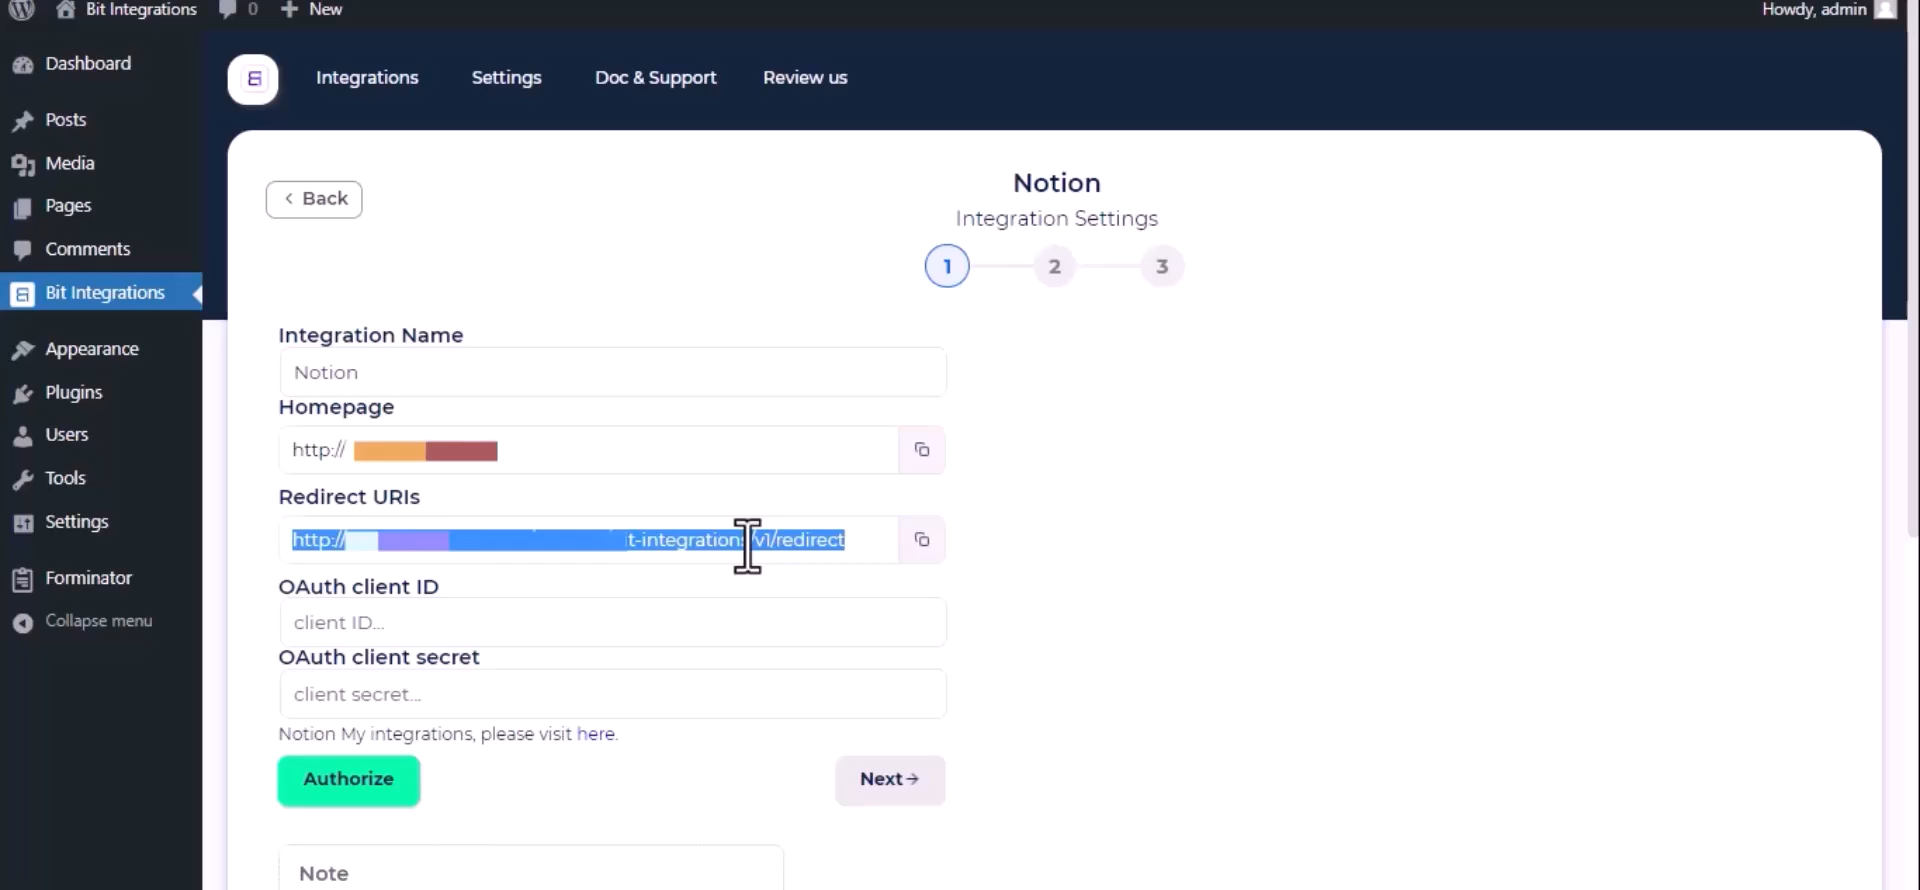 Bit Integrations 0 New Howdy, admin
Dashboard
Posts
Media
Pages
Comments
Bit Integrations
Appearance
Plugins
Users
Tools
Settings
Forminator
Collapse menu
Integrations Settings Doc & Support Review us
Back
Notion
Integration Settings
1 2 3
Integration Name
Notion
Homepage
http://
Redirect URIs
http:// it-integrations/v1/redirect
OAuth client ID
client ID...
OAuth client secret
client secret...
Notion My integrations, please visit here.
Authorize
Next
Note